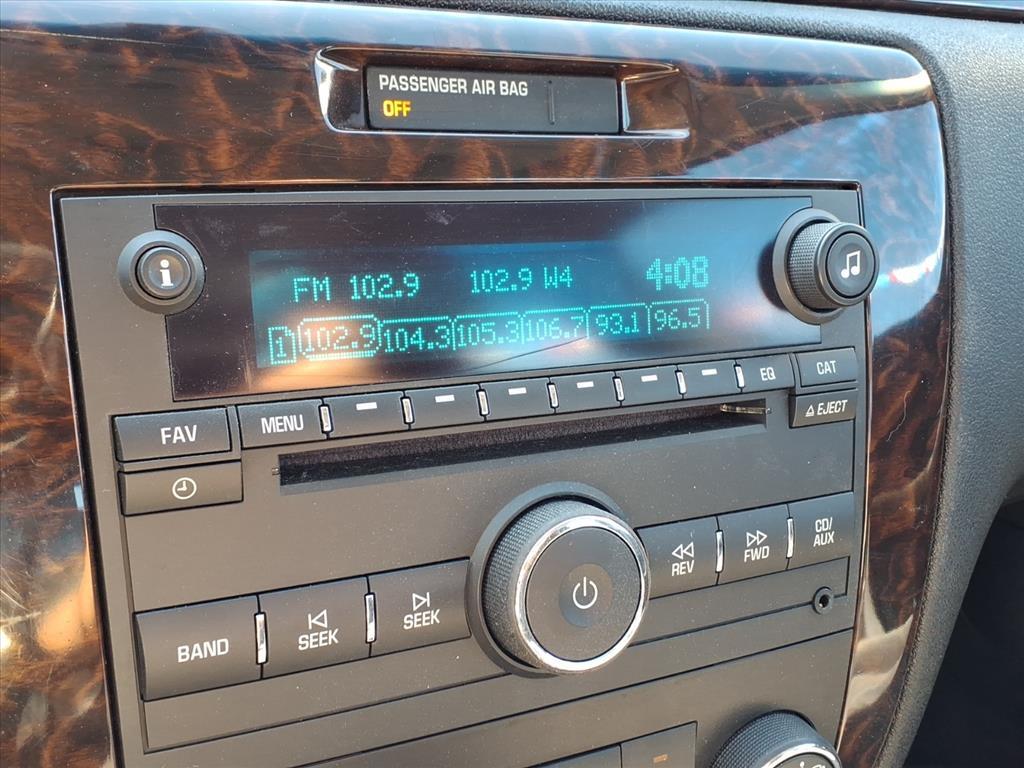 PASSENGER AIR BAG
OFF
FM 102.9 102.9 W4 4:08
1 102.9 104.3 105.3 106.7 93.1 96.5
i
FAV MENU EQ CAT
EJECT
BAND SEEK SEEK REV FWD CD/
AUX